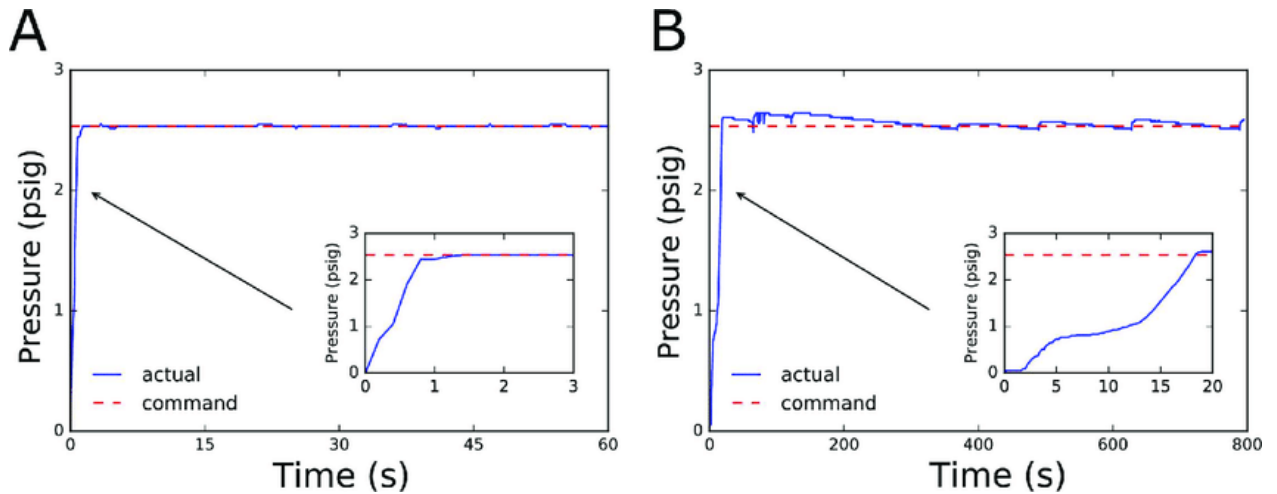 A
3
2
1
0
Pressure (psig)
0 15 30 45 60
Time (s)
actual
command
3
2
1
0
Pressure (psig)
0 1 2 3
B
3
2
1
0
Pressure (psig)
0 200 400 600 800
Time (s)
actual
command
3
2
1
0
Pressure (psig)
0 5 10 15 20